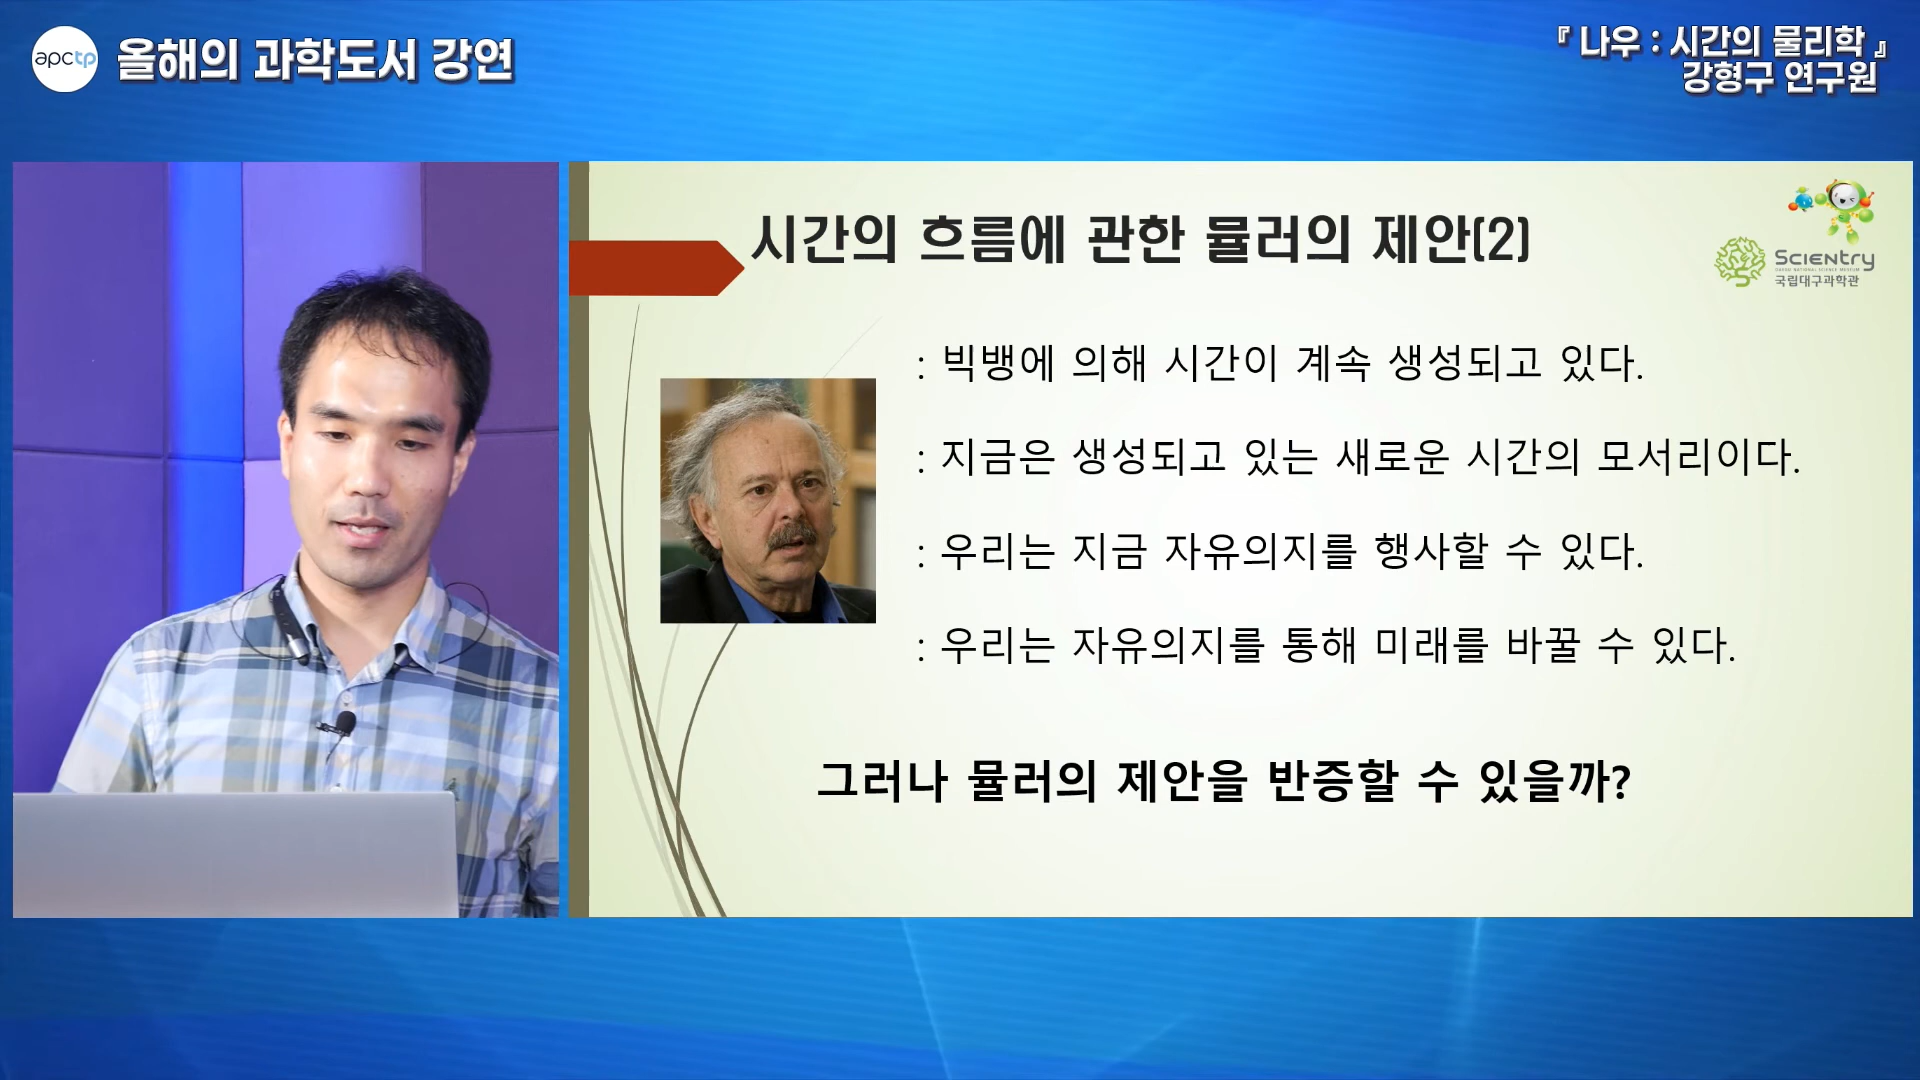 apctp
올해의 과학도서 강연
『 나우 : 시간의 물리학 』
강형구 연구원
시간의 흐름에 관한 뮬러의 제안(2)
Scientry
국립대구과학관
: 빅뱅에 의해 시간이 계속 생성되고 있다.
: 지금은 생성되고 있는 새로운 시간의 모서리이다.
: 우리는 지금 자유의지를 행사할 수 있다.
: 우리는 자유의지를 통해 미래를 바꿀 수 있다.
그러나 뮬러의 제안을 반증할 수 있을까?